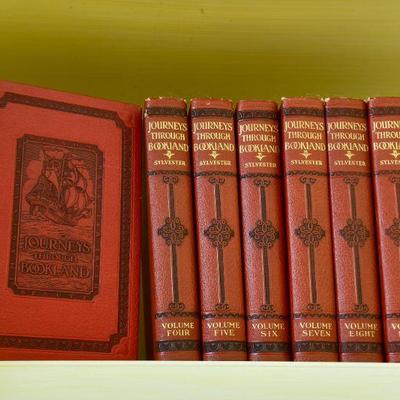 JOURNEYS
THROUGH
BOOKLAND
JOURNEYS
THROUGH
BOOKLAND
SYLVESTER
VOLUME
FOUR
JOURNEYS
THROUGH
BOOKLAND
SYLVESTER
VOLUME
FIVE
JOURNEYS
THROUGH
BOOKLAND
SYLVESTER
VOLUME
SIX
JOURNEYS
THROUGH
BOOKLAND
SYLVESTER
VOLUME
SEVEN
JOURNEYS
THROUGH
BOOKLAND
SYLVESTER
VOLUME
EIGHT